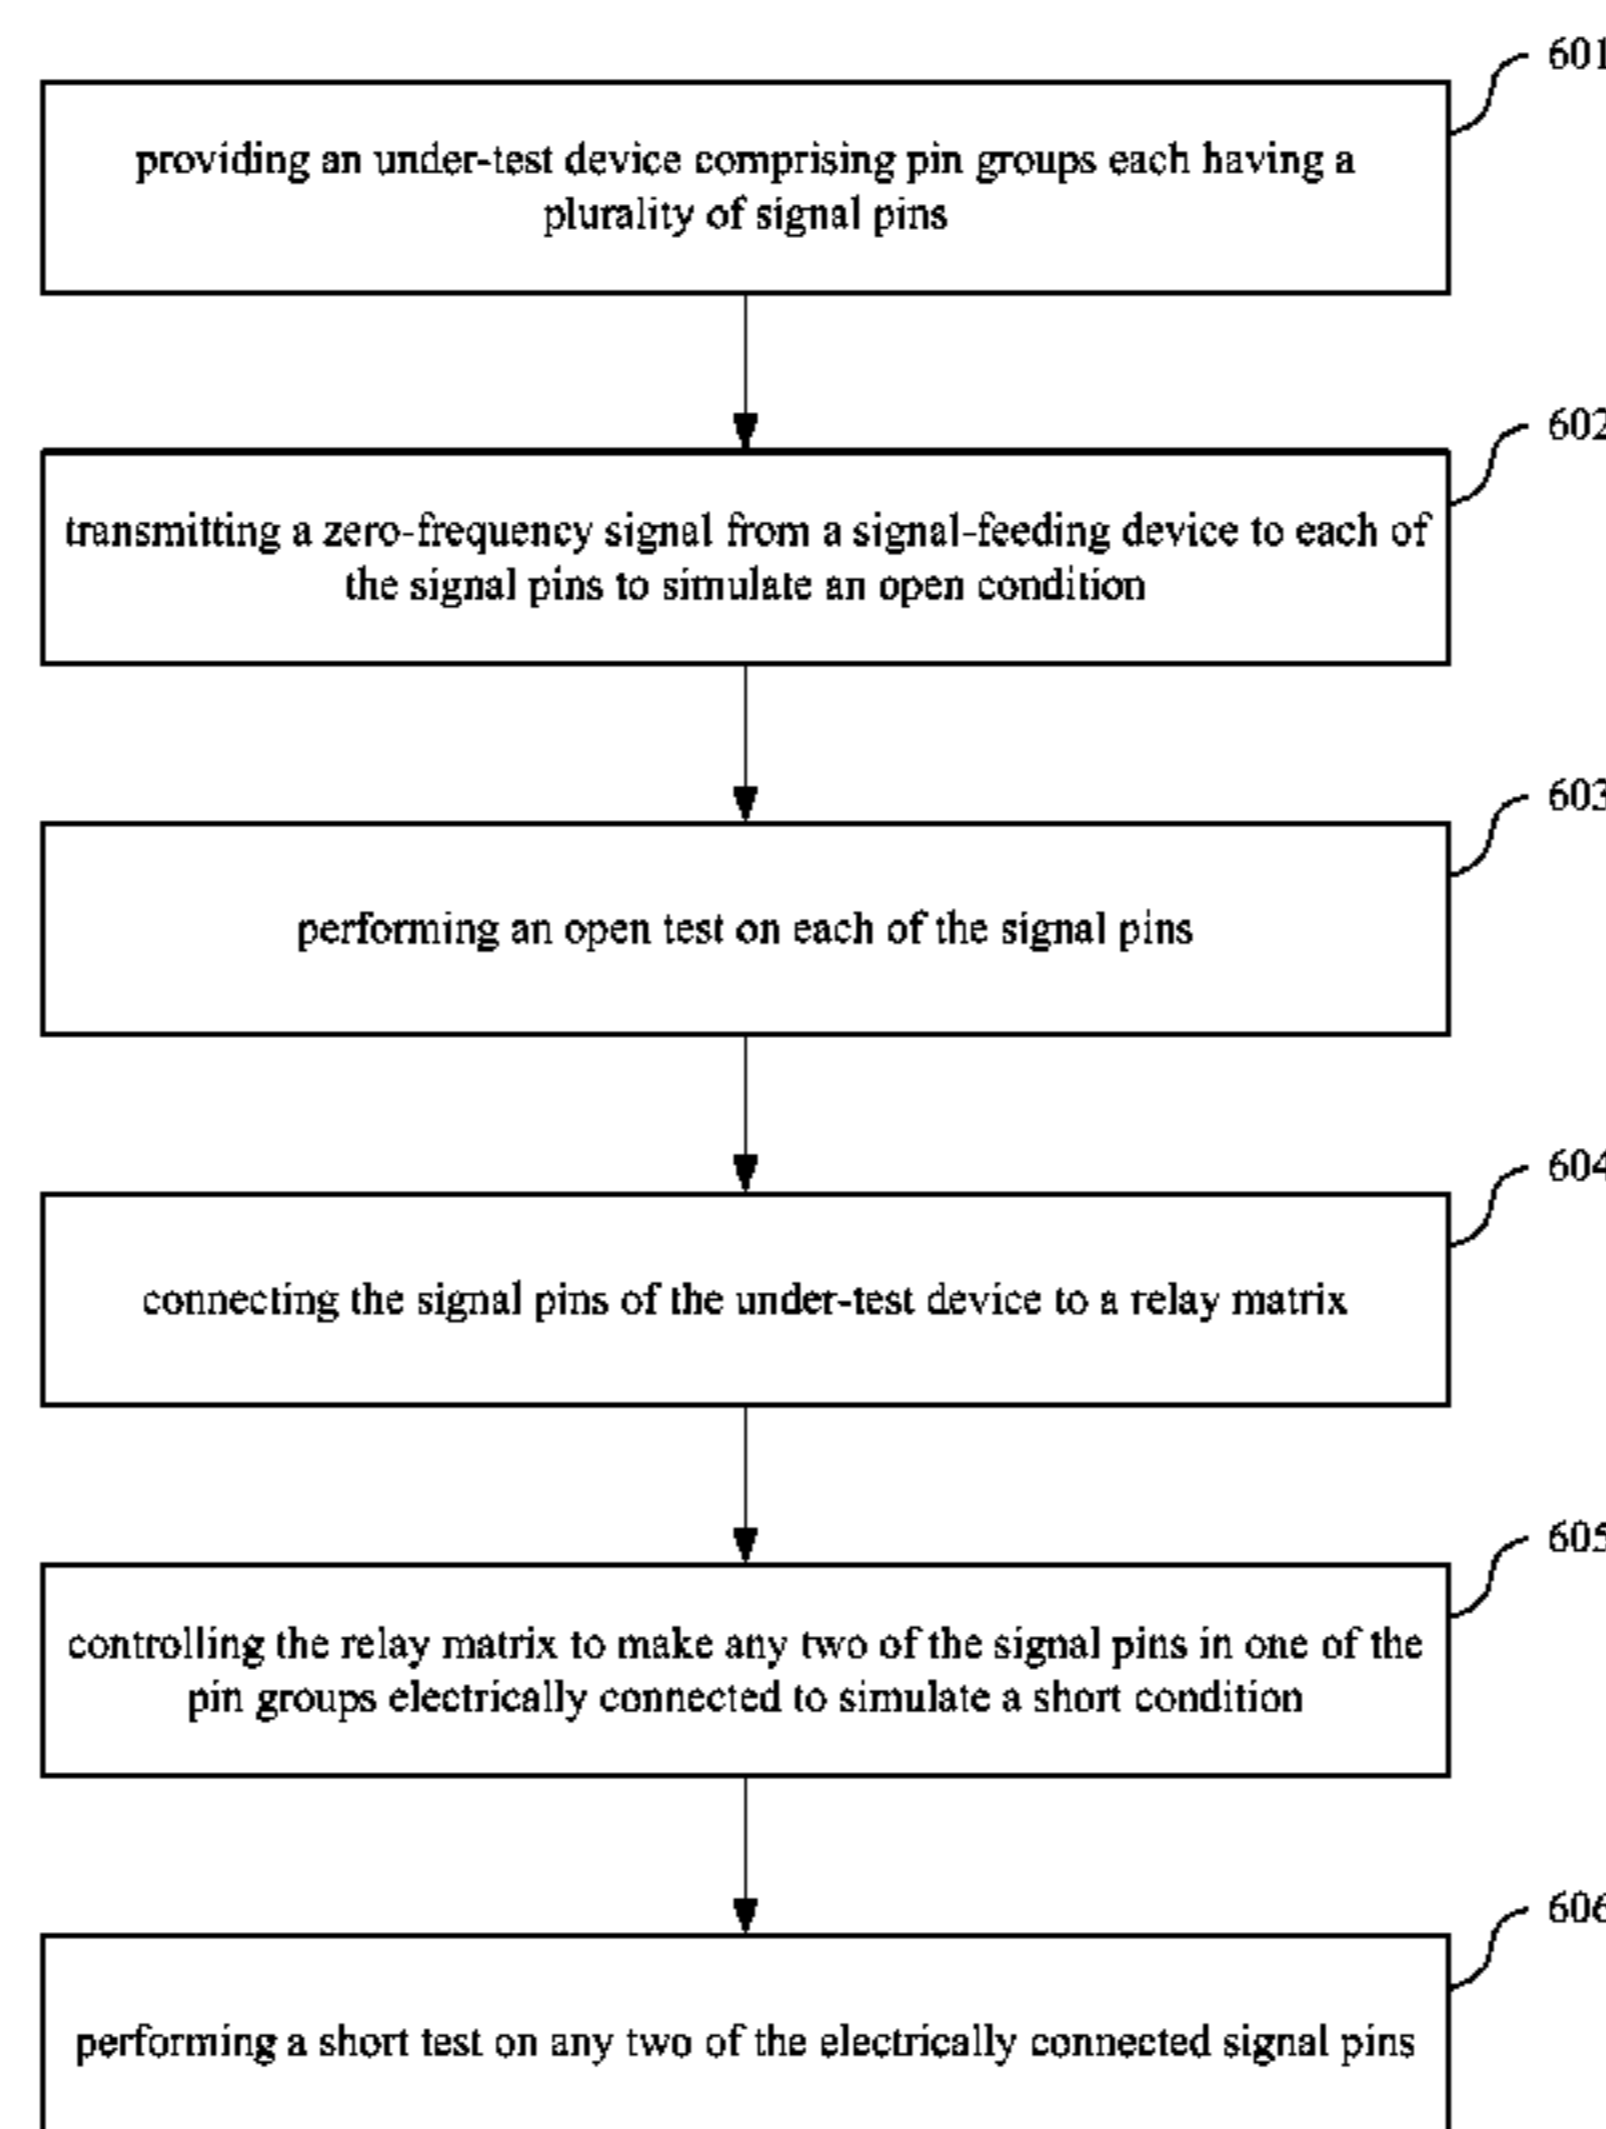 601
providing an under-test device comprising pin groups each having a
plurality of signal pins
602
transmitting a zero-frequency signal from a signal-feeding device to each of
the signal pins to simulate an open condition
603
performing an open test on each of the signal pins
604
connecting the signal pins of the under-test device to a relay matrix
605
controlling the relay matrix to make any two of the signal pins in one of the
pin groups electrically connected to simulate a short condition
606
performing a short test on any two of the electrically connected signal pins